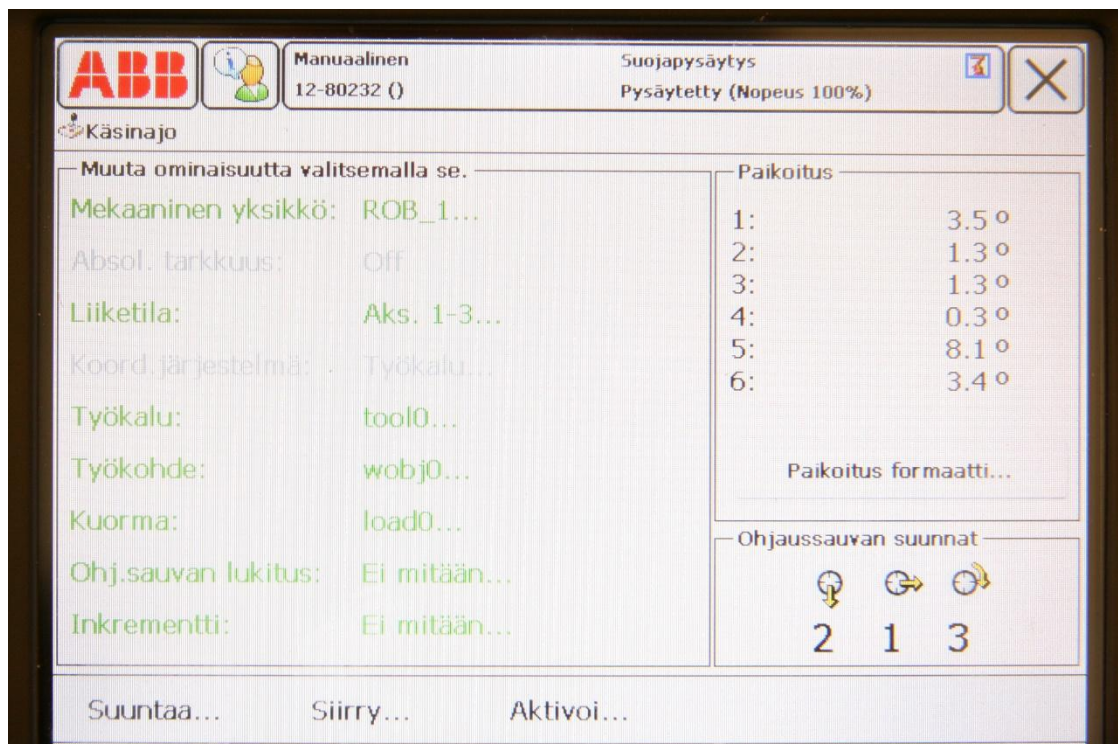 ABB
Manuaalinen
12-80232 ()
Suojapysäytys
Pysäytetty (Nopeus 100%)
Käsinajo
Muuta ominaisuutta valitsemalla se.
Mekaaninen yksikkö: ROB_1...
Absol. tarkkuus: Off
Liiketila: Aks. 1-3...
Koord.järjestelmä: Työkalu...
Työkalu: tool0...
Työkohde: wobj0...
Kuorma: load0...
Ohj.sauvan lukitus: Ei mitään...
Inkrementti: Ei mitään...
Paikoitus
1: 3.5 º
2: 1.3 º
3: 1.3 º
4: 0.3 º
5: 8.1 º
6: 3.4 º
Paikoitus formaatti...
Ohjaussauvan suunnat
2 1 3
Suuntaa... Siirry... Aktivoi...